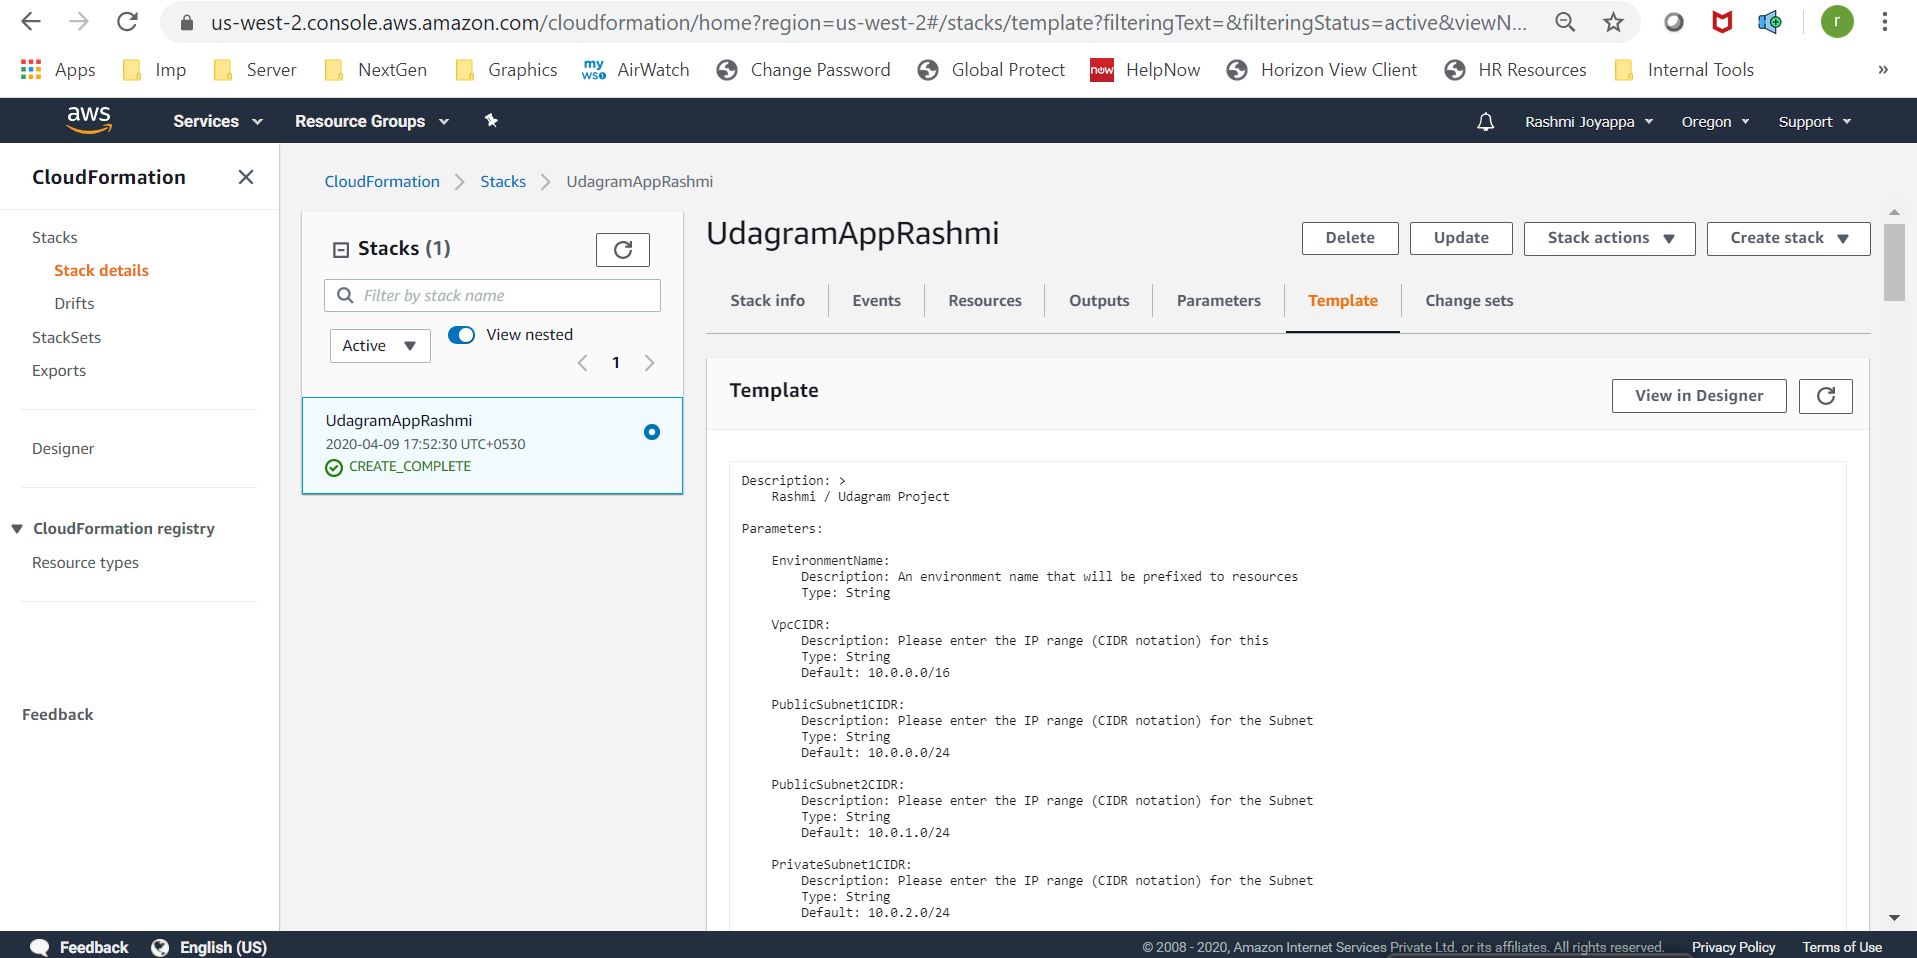 us-west-2.console.aws.amazon.com/cloudformation/home?region=us-west-2#/stacks/template?filteringText=&filteringStatus=active&viewN...
r
Apps Imp Server NextGen Graphics my WS1 AirWatch Change Password Global Protect now HelpNow Horizon View Client HR Resources Internal Tools »
aws Services Resource Groups Rashmi Joyappa Oregon Support
CloudFormation
Stacks
Stack details
Drifts
StackSets
Exports
Designer
CloudFormation registry
Resource types
Feedback
CloudFormation > Stacks > UdagramAppRashmi
Stacks (1)
Filter by stack name
Active
View nested
1
UdagramAppRashmi
2020-04-09 17:52:30 UTC+0530
CREATE_COMPLETE
UdagramAppRashmi
Delete Update Stack actions Create stack
Stack info Events Resources Outputs Parameters Template Change sets
Template
View in Designer
Description: >
Rashmi / Udagram Project
Parameters:
EnvironmentName:
Description: An environment name that will be prefixed to resources
Type: String
VpcCIDR:
Description: Please enter the IP range (CIDR notation) for this
Type: String
Default: 10.0.0.0/16
PublicSubnet1CIDR:
Description: Please enter the IP range (CIDR notation) for the Subnet
Type: String
Default: 10.0.0.0/24
PublicSubnet2CIDR:
Description: Please enter the IP range (CIDR notation) for the Subnet
Type: String
Default: 10.0.1.0/24
PrivateSubnet1CIDR:
Description: Please enter the IP range (CIDR notation) for the Subnet
Type: String
Default: 10.0.2.0/24
Feedback English (US) © 2008 - 2020, Amazon Internet Services Private Ltd. or its affiliates. All rights reserved. Privacy Policy Terms of Use